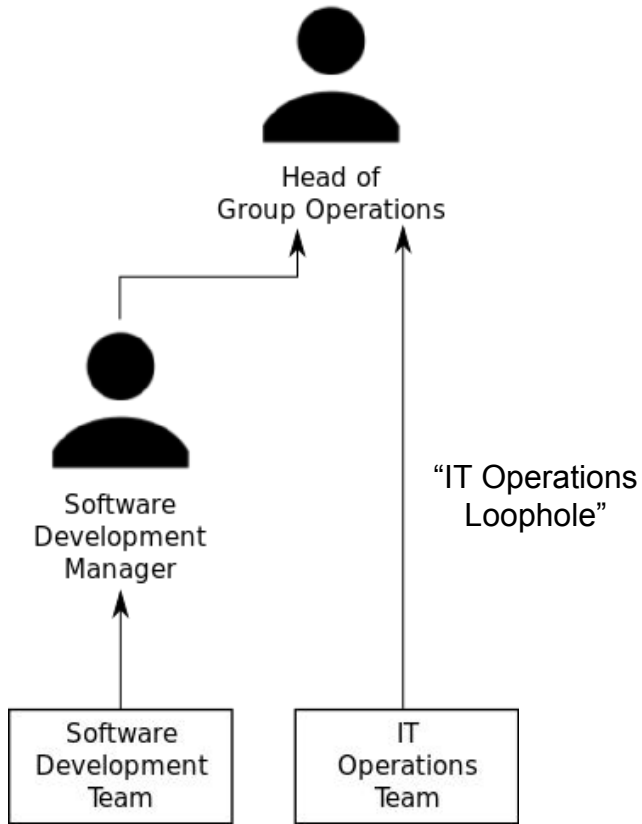 Head of
Group Operations
Software
Development
Manager
“IT Operations
Loophole”
Software
Development
Team
IT
Operations
Team